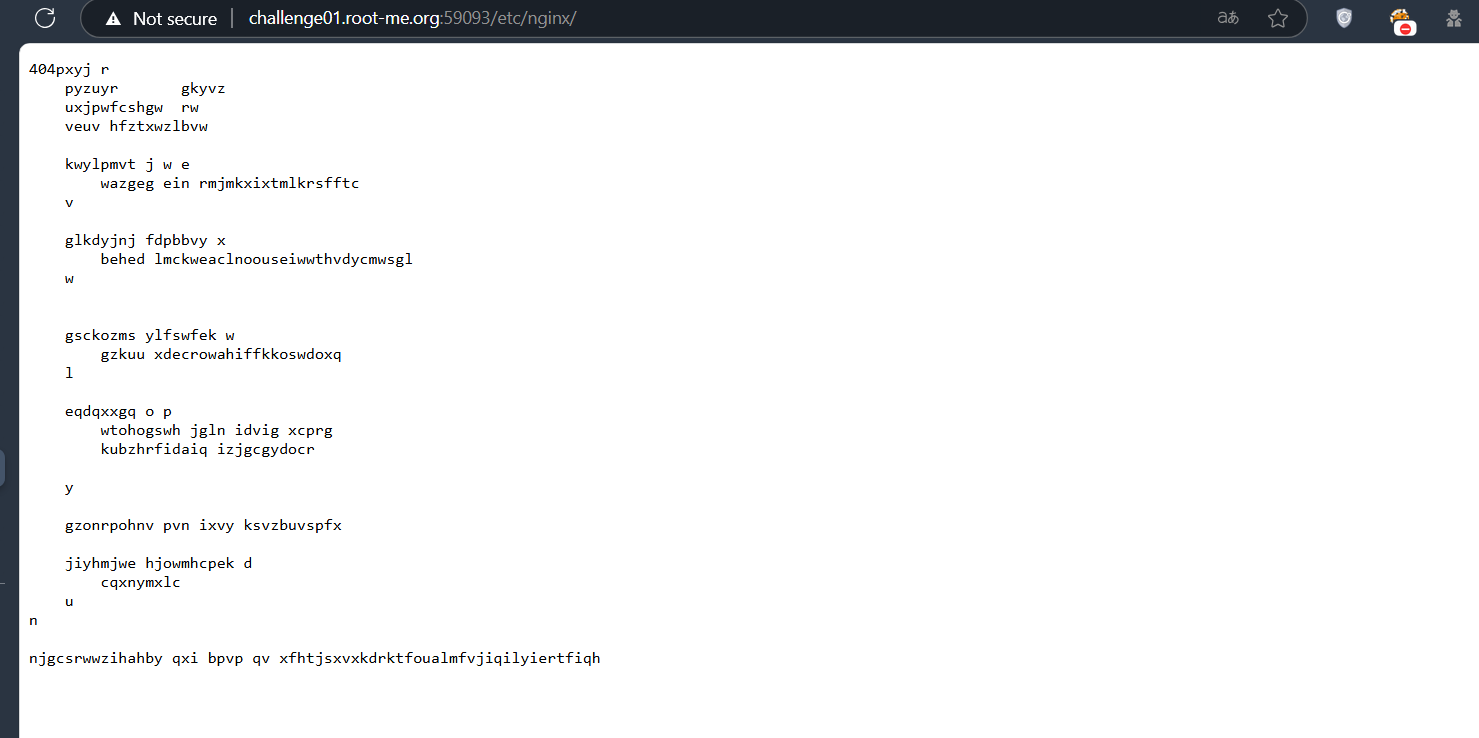 Not secure challenge01.root-me.org:59093/etc/nginx/ aあ
404pxyj r
pyzuyr gkyvz
uxjpwfcshgw rw
veuv hfztxwzlbvw
kwylpmvt j w e
wazgeg ein rmjmkxixtmlkrsfftc
v
glkdyjnj fdpbbvy x
behed lmckweaclnoouseiwwthvdycmwsgl
w
gsckozms ylfswfek w
gzkuu xdecrowahiffkkoswdoxq
l
eqdqxxgq o p
wtohogswh jgln idvig xcprg
kubzhrfidaiq izjgcgydocr
y
gzonrpohnv pvn ixvy ksvzbuvspfx
jiyhmjwe hjowmhcpek d
cqxnymxlc
u
n
njgcsrwwzihahby qxi bpvp qv xfhtjsxvxkdrktfoualmfvjiqilyiertfiqh